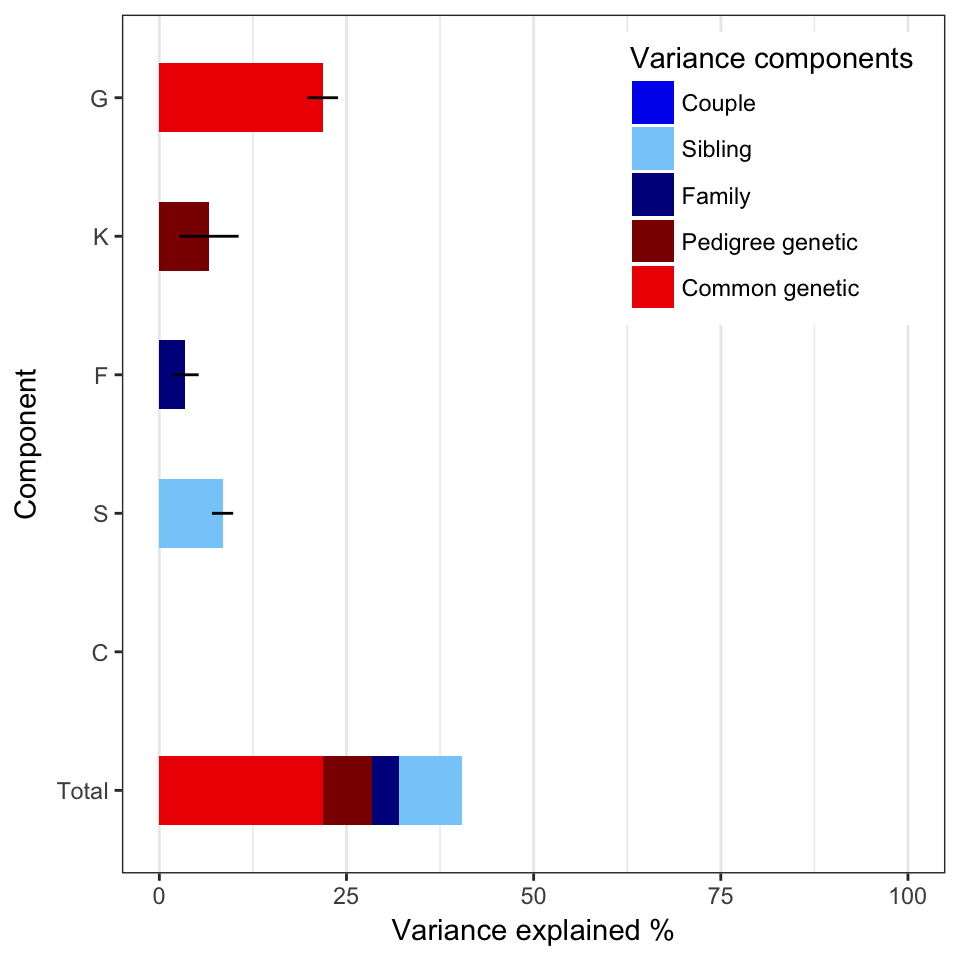 Variance components
Couple
Sibling
Family
Pedigree genetic
Common genetic
Component
G
K
F
S
C
Total
0 25 50 75 100
Variance explained %